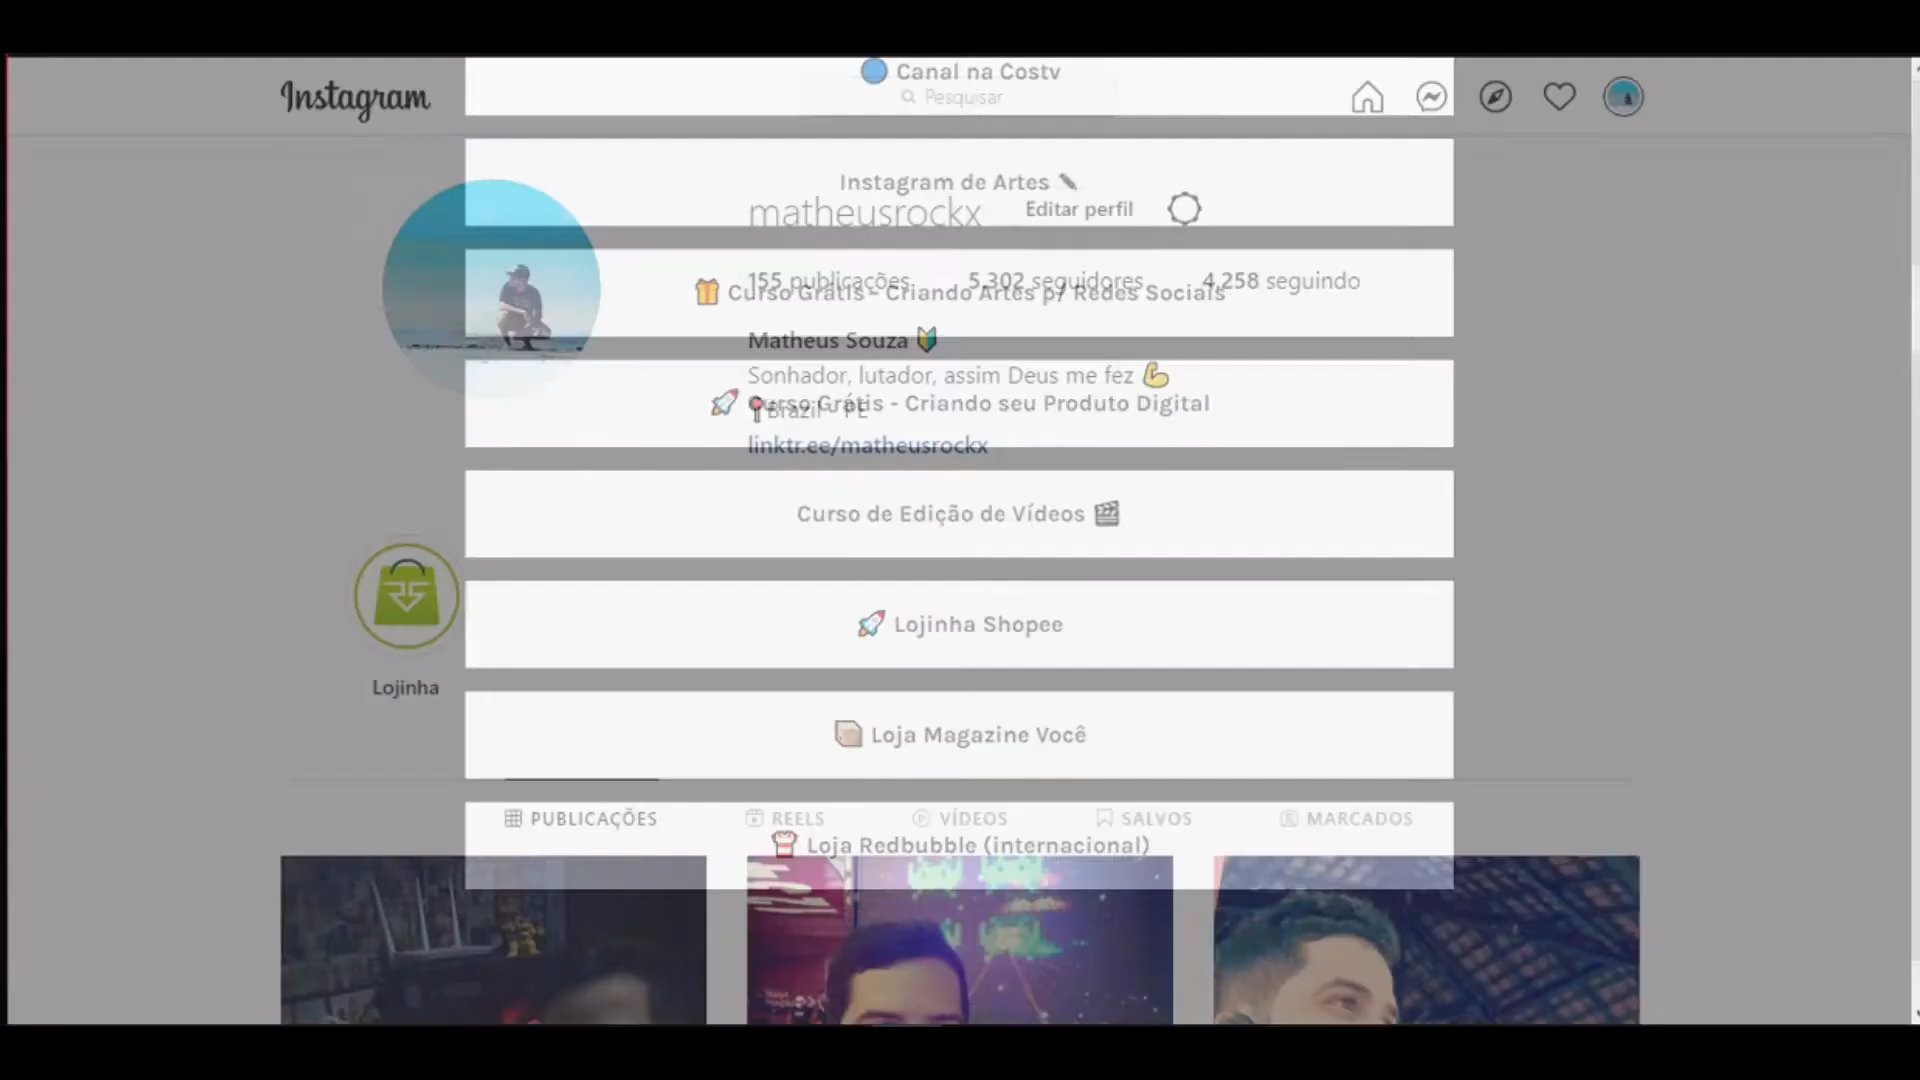 Canal na Costv
Instagram
Pesquisar
Instagram de Artes
matheusrockx
Editar perfil
155 publicações 5.302 seguidores 4.258 seguindo
Curso Grátis - Criando Artes p/ Redes Sociais
Matheus Souza
Sonhador, lutador, assim Deus me fez
Curso Grátis - Criando seu Produto Digital
Brazil - PE
linktr.ee/matheusrockx
Curso de Edição de Vídeos
Lojinha Shopee
Lojinha
Loja Magazine Você
PUBLICAÇÕES REELS VÍDEOS SALVOS MARCADOS
Loja Redbubble (internacional)